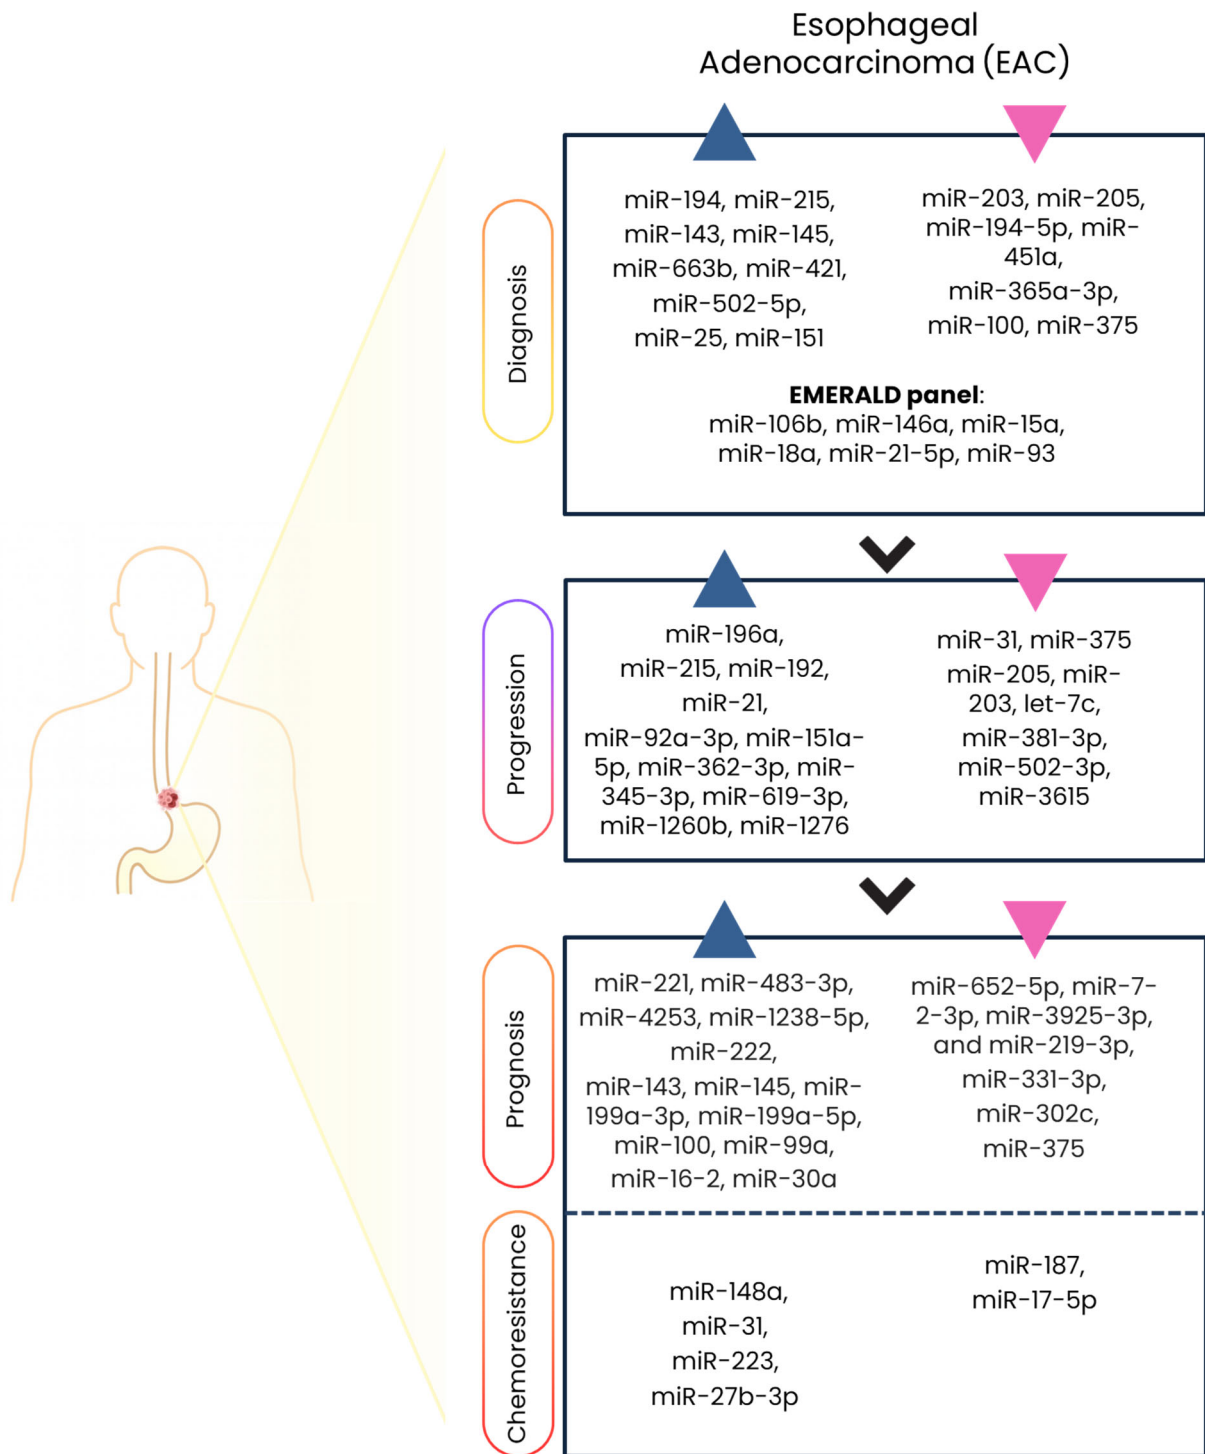 Esophageal
Adenocarcinoma (EAC)
Diagnosis
miR-194, miR-215,
miR-143, miR-145,
miR-663b, miR-421,
miR-502-5p,
miR-25, miR-151
miR-203, miR-205,
miR-194-5p, miR-
451a,
miR-365a-3p,
miR-100, miR-375
EMERALD panel:
miR-106b, miR-146a, miR-15a,
miR-18a, miR-21-5p, miR-93
Progression
miR-196a,
miR-215, miR-192,
miR-21,
miR-92a-3p, miR-151a-
5p, miR-362-3p, miR-
345-3p, miR-619-3p,
miR-1260b, miR-1276
miR-31, miR-375
miR-205, miR-
203, let-7c,
miR-381-3p,
miR-502-3p,
miR-3615
Prognosis
miR-221, miR-483-3p,
miR-4253, miR-1238-5p,
miR-222,
miR-143, miR-145, miR-
199a-3p, miR-199a-5p,
miR-100, miR-99a,
miR-16-2, miR-30a
miR-652-5p, miR-7-
2-3p, miR-3925-3p,
and miR-219-3p,
miR-331-3p,
miR-302c,
miR-375
Chemoresistance
miR-148a,
miR-31,
miR-223,
miR-27b-3p
miR-187,
miR-17-5p